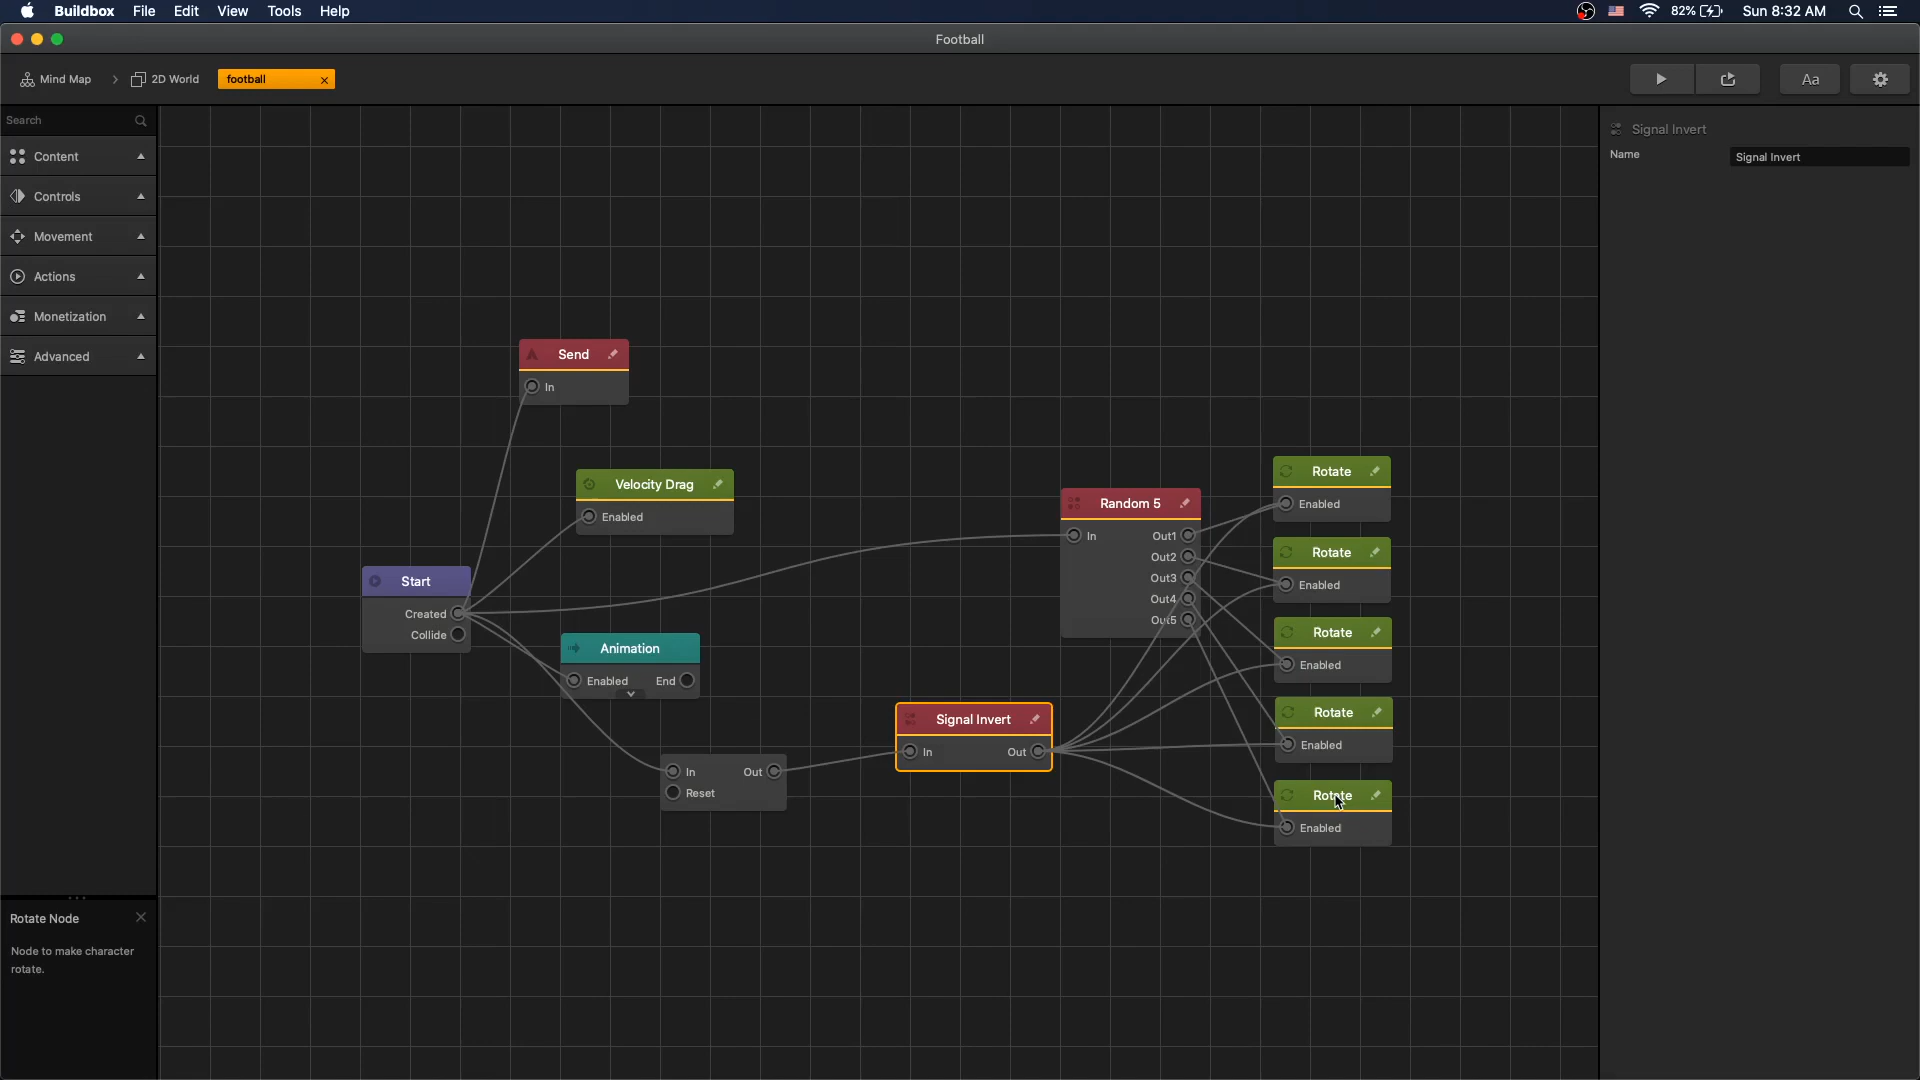 Buildbox File Edit View Tools Help 82% Sun 8:32 AM
Football
Mind Map 2D World football Aa
Search
Content
Controls
Movement
Actions
Monetization
Advanced
Rotate Node
Node to make character
rotate.
Send
In
Velocity Drag
Enabled
Start
Created
Collide
Animation
Enabled End
In Out
Reset
Signal Invert
In Out
Random 5
In Out1
Out2
Out3
Out4
Out5
Rotate
Enabled
Rotate
Enabled
Rotate
Enabled
Rotate
Enabled
Rotate
Enabled
Signal Invert
Name Signal Invert